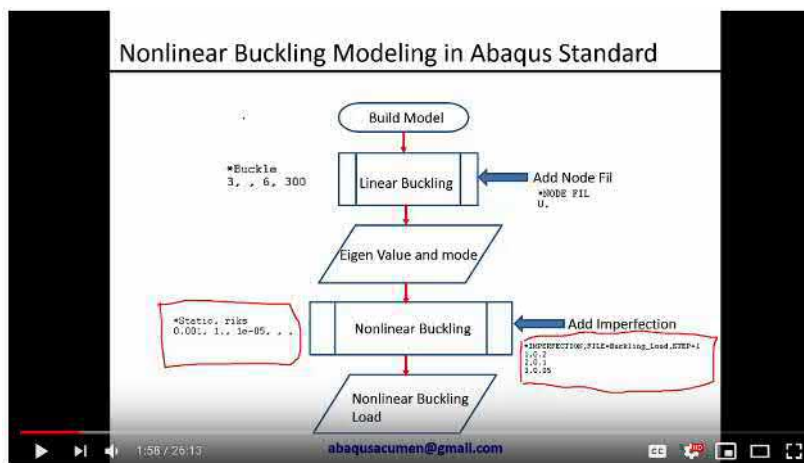 Nonlinear Buckling Modeling in Abaqus Standard
Build Model
*Buckle
3, , 6, 300
Linear Buckling
Add Node Fil
*NODE FIL
U,
Eigen Value and mode
*Static, riks
0.001, 1., 1e-05, , ,
Nonlinear Buckling
Add Imperfection
*IMPERFECTION,FILE=Buckling_Load,STEP=1
1,0.2
2,0.1
3,0.05
Nonlinear Buckling
Load
1:58 / 26:13
abaqusacumen@gmail.com
CC
HD